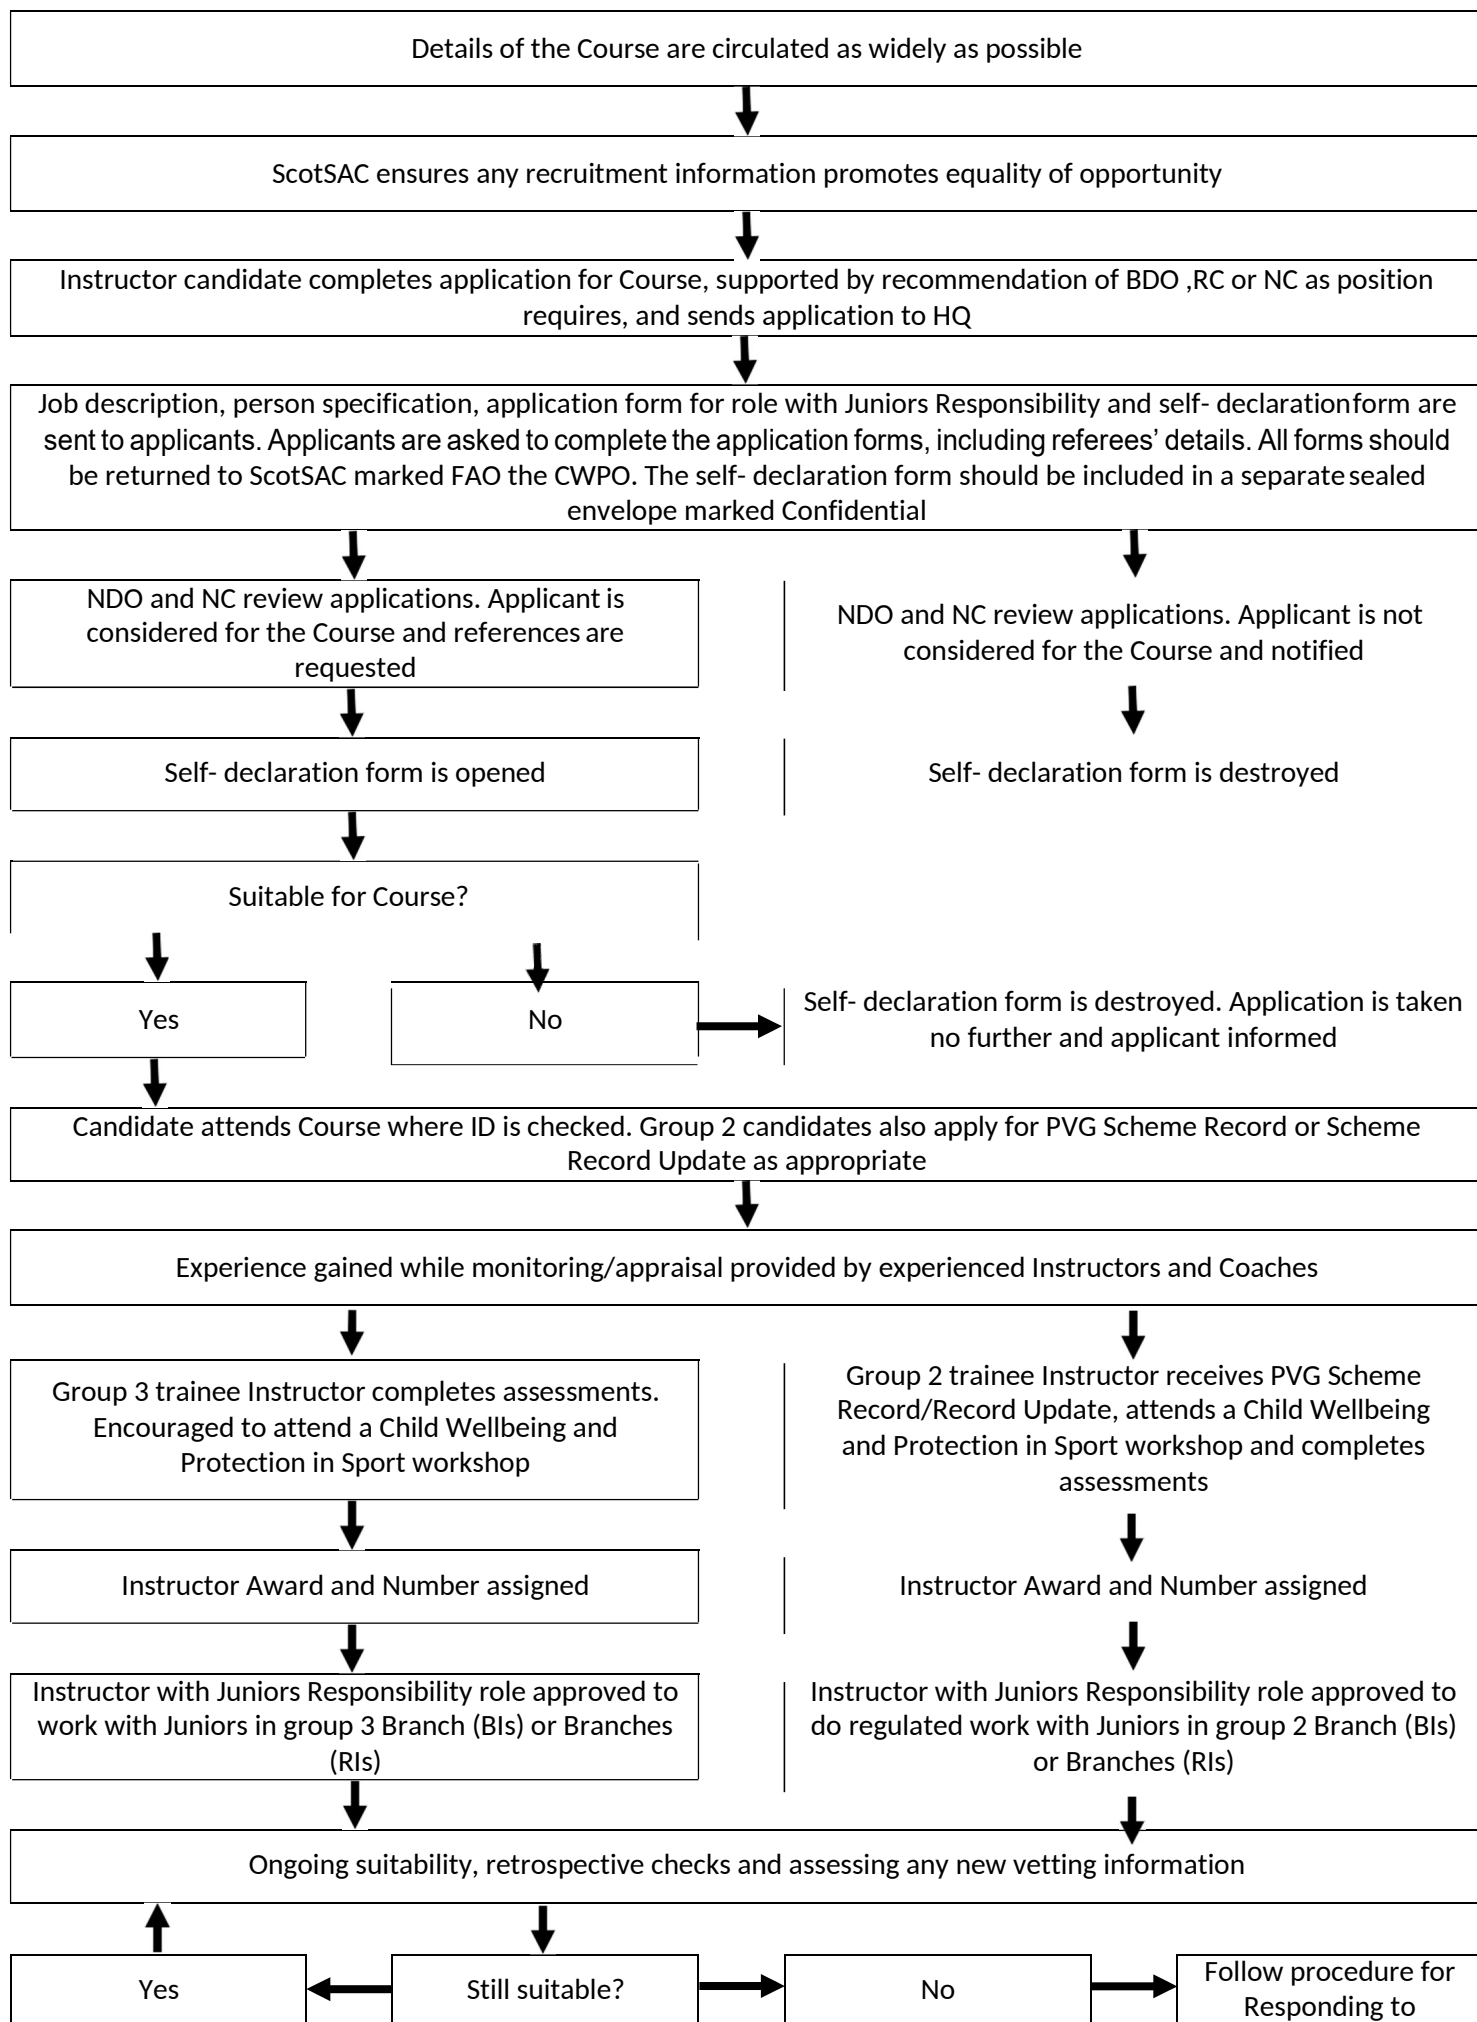 Details of the Course are circulated as widely as possible
ScotSAC ensures any recruitment information promotes equality of opportunity
Instructor candidate completes application for Course, supported by recommendation of BDO ,RC or NC as position
requires, and sends application to HQ
Job description, person specification, application form for role with Juniors Responsibility and self- declaration form are
sent to applicants. Applicants are asked to complete the application forms, including referees’ details. All forms should
be returned to ScotSAC marked FAO the CWPO. The self- declaration form should be included in a separate sealed
envelope marked Confidential
NDO and NC review applications. Applicant is
considered for the Course and references are
requested
NDO and NC review applications. Applicant is not
considered for the Course and notified
Self- declaration form is opened
Self- declaration form is destroyed
Suitable for Course?
Yes
No
Self- declaration form is destroyed. Application is taken
no further and applicant informed
Candidate attends Course where ID is checked. Group 2 candidates also apply for PVG Scheme Record or Scheme
Record Update as appropriate
Experience gained while monitoring/appraisal provided by experienced Instructors and Coaches
Group 3 trainee Instructor completes assessments.
Encouraged to attend a Child Wellbeing and
Protection in Sport workshop
Group 2 trainee Instructor receives PVG Scheme
Record/Record Update, attends a Child Wellbeing
and Protection in Sport workshop and completes
assessments
Instructor Award and Number assigned
Instructor Award and Number assigned
Instructor with Juniors Responsibility role approved to
work with Juniors in group 3 Branch (BIs) or Branches
(RIs)
Instructor with Juniors Responsibility role approved to
do regulated work with Juniors in group 2 Branch (BIs)
or Branches (RIs)
Ongoing suitability, retrospective checks and assessing any new vetting information
Yes
Still suitable?
No
Follow procedure for
Responding to